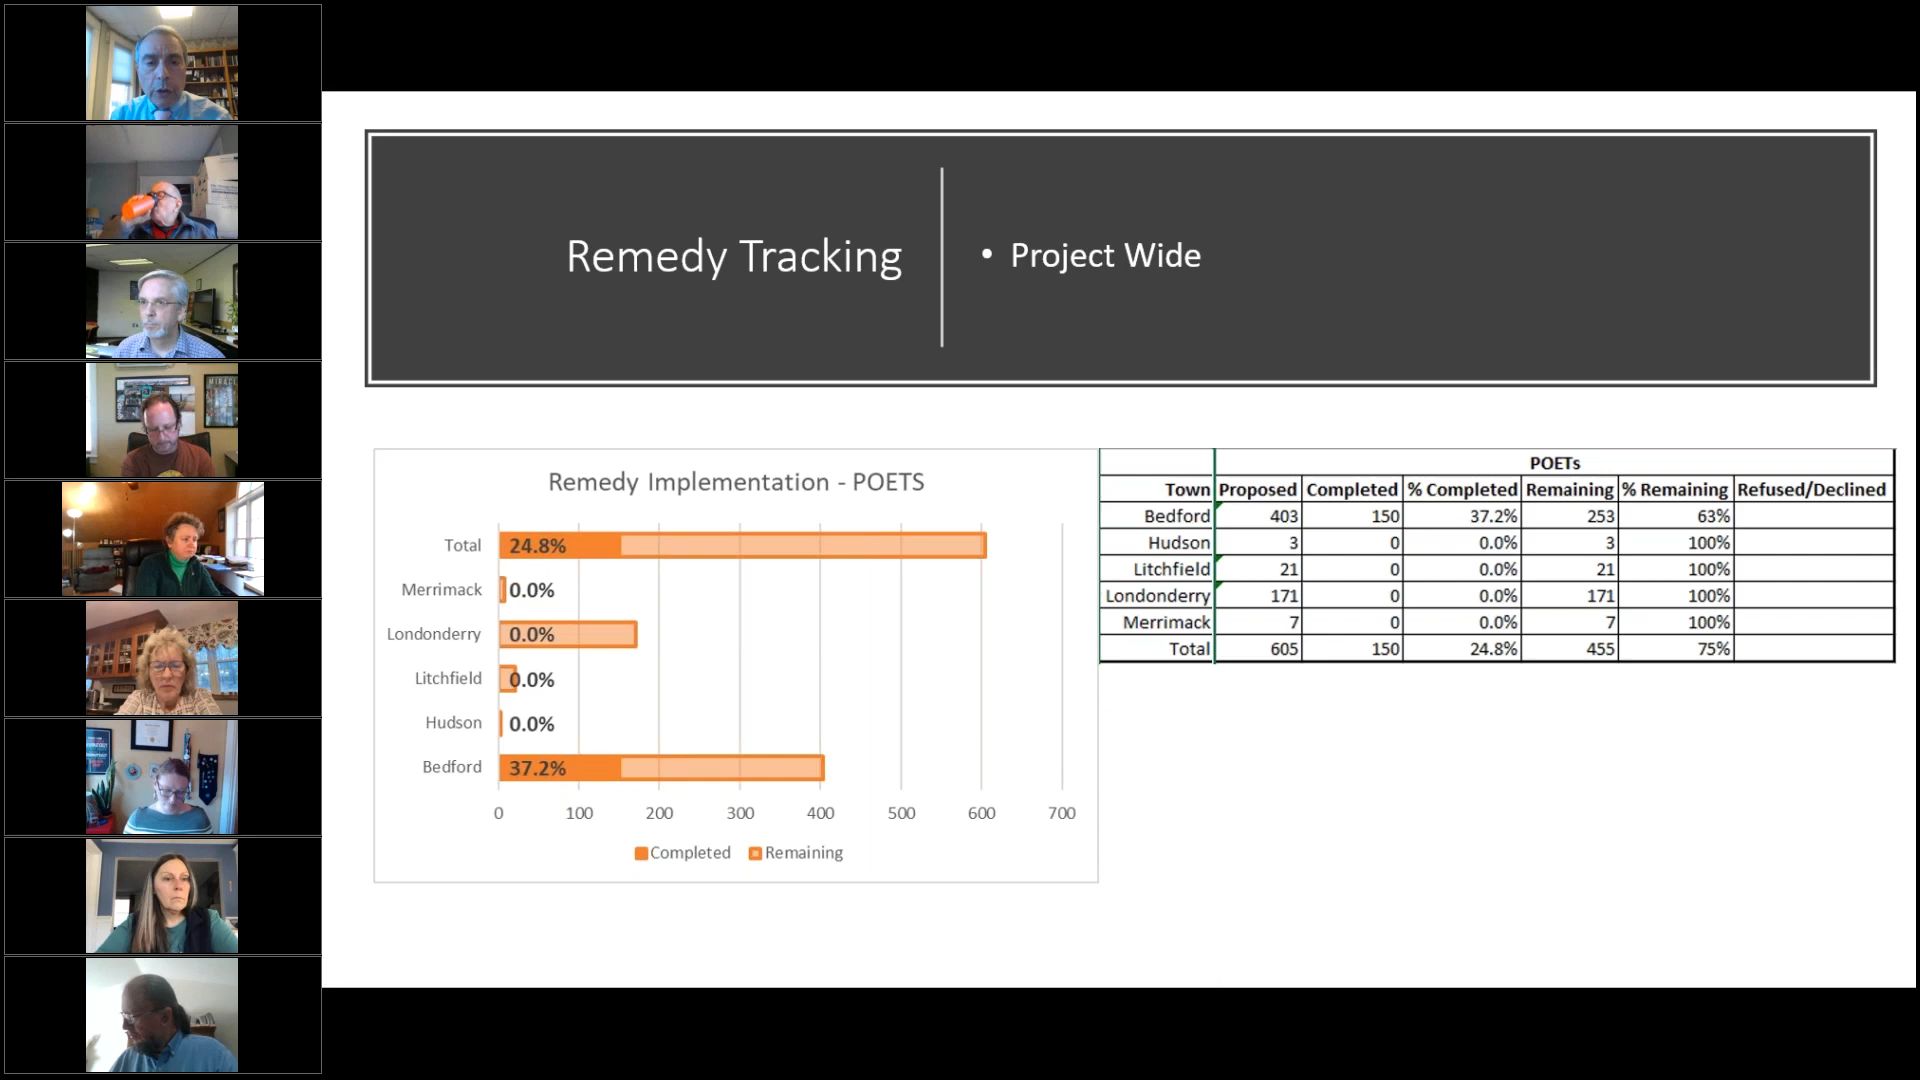 Remedy Tracking
• Project Wide
Remedy Implementation - POETS
Total 24.8%
Merrimack 0.0%
Londonderry 0.0%
Litchfield 0.0%
Hudson 0.0%
Bedford 37.2%
0 100 200 300 400 500 600 700
Completed Remaining
POETs
Town Proposed Completed % Completed Remaining % Remaining Refused/Declined
Bedford 403 150 37.2% 253 63%
Hudson 3 0 0.0% 3 100%
Litchfield 21 0 0.0% 21 100%
Londonderry 171 0 0.0% 171 100%
Merrimack 7 0 0.0% 7 100%
Total 605 150 24.8% 455 75%